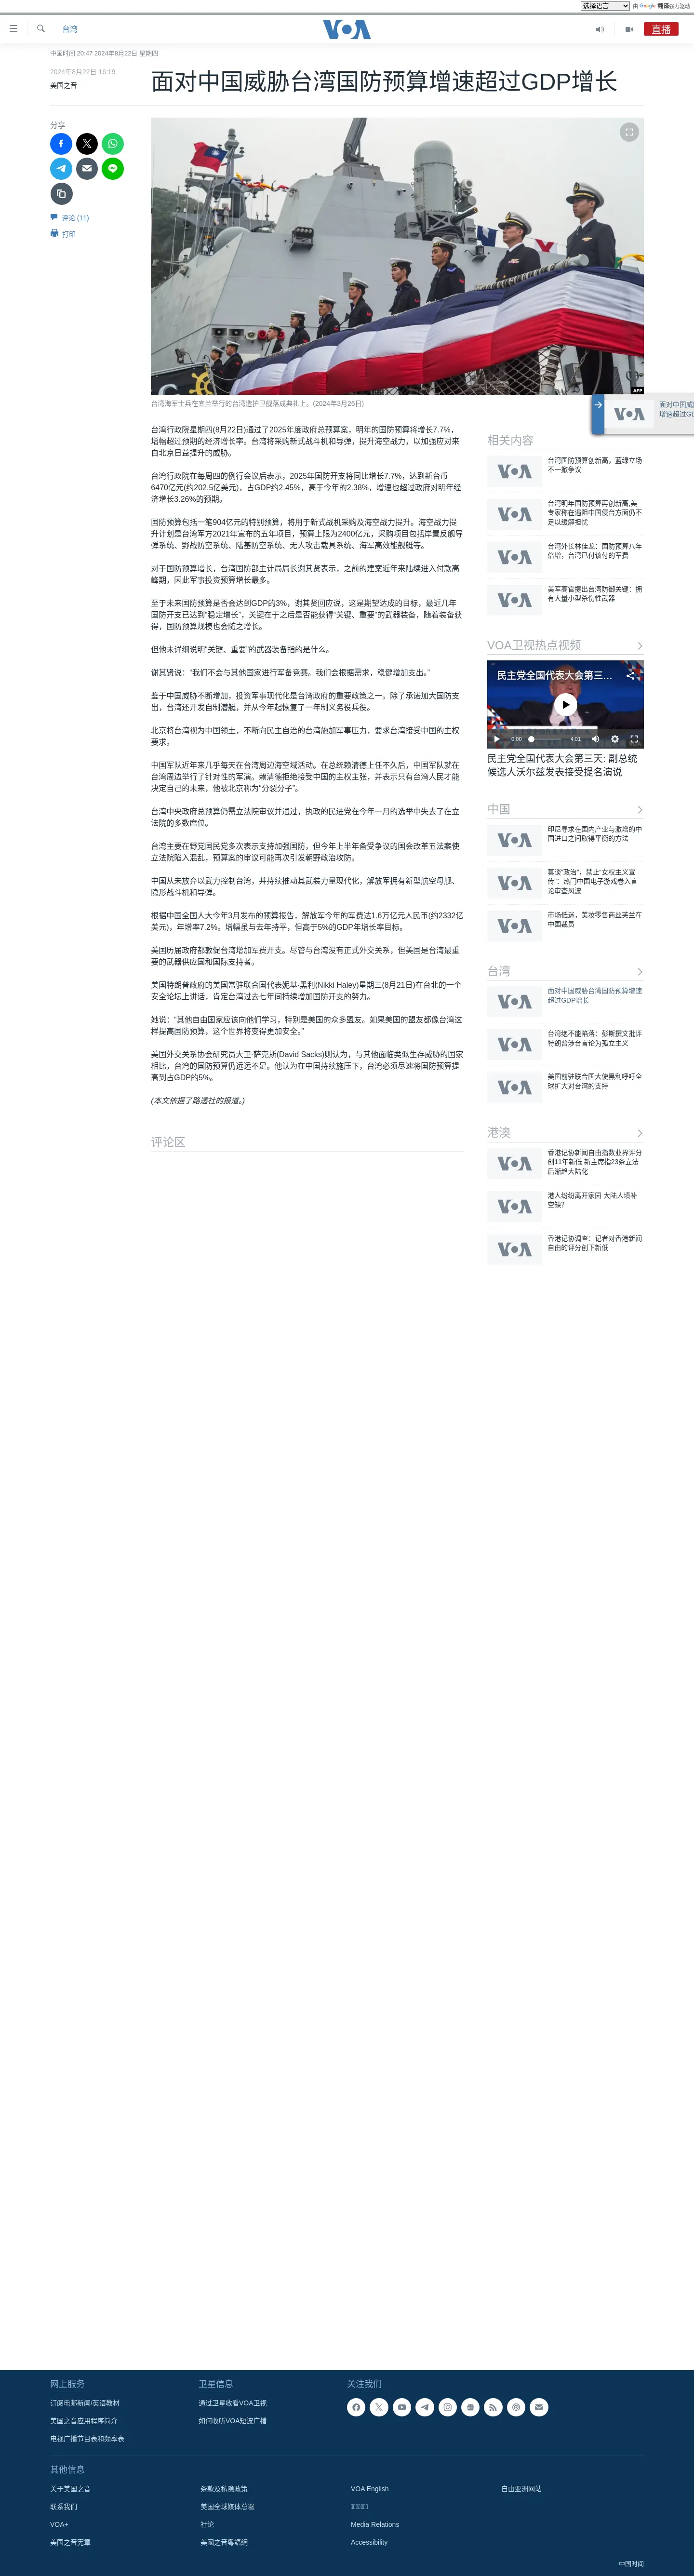 选择语言
由 Google 翻译强力驱动
台湾
VOA
直播
中国时间 20:47 2024年8月22日 星期四
2024年8月22日 16:19
美国之音
面对中国威胁台湾国防预算增速超过GDP增长
分享
评论 (11)
打印
AFP
台湾海军士兵在宜兰举行的台湾造护卫舰落成典礼上。(2024年3月26日)
台湾行政院星期四(8月22日)通过了2025年度政府总预算案，明年的国防预算将增长7.7%，
增幅超过预期的经济增长率。台湾将采购新式战斗机和导弹，提升海空战力，以加强应对来
自北京日益提升的威胁。
台湾行政院在每周四的例行会议后表示，2025年国防开支将同比增长7.7%，达到新台币
6470亿元(约202.5亿美元)，占GDP约2.45%，高于今年的2.38%，增速也超过政府对明年经
济增长3.26%的预期。
国防预算包括一笔904亿元的特别预算，将用于新式战机采购及海空战力提升。海空战力提
升计划是台湾军方2021年宣布的五年项目，预算上限为2400亿元，采购项目包括岸置反舰导
弹系统、野战防空系统、陆基防空系统、无人攻击载具系统、海军高效能舰艇等。
对于国防预算增长，台湾国防部主计局局长谢其贤表示，之前的建案近年来陆续进入付款高
峰期，因此军事投资预算增长最多。
至于未来国防预算是否会达到GDP的3%，谢其贤回应说，这是期望达成的目标，最近几年
国防开支已达到“稳定增长”，关键在于之后是否能获得“关键、重要”的武器装备，随着装备获
得，国防预算规模也会随之增长。
但他未详细说明“关键、重要”的武器装备指的是什么。
谢其贤说：“我们不会与其他国家进行军备竞赛。我们会根据需求，稳健增加支出。”
鉴于中国威胁不断增加，投资军事现代化是台湾政府的重要政策之一。除了承诺加大国防支
出，台湾还开发自制潜艇，并从今年起恢复了一年制义务役兵役。
北京将台湾视为中国领土，不断向民主自治的台湾施加军事压力，要求台湾接受中国的主权
要求。
中国军队近年来几乎每天在台湾周边海空域活动。在总统赖清德上任不久后，中国军队就在
台湾周边举行了针对性的军演。赖清德拒绝接受中国的主权主张，并表示只有台湾人民才能
决定自己的未来，他被北京称为“分裂分子”。
台湾中央政府总预算仍需立法院审议并通过，执政的民进党在今年一月的选举中失去了在立
法院的多数席位。
台湾主要在野党国民党多次表示支持加强国防，但今年上半年备受争议的国会改革五法案使
立法院陷入混乱，预算案的审议可能再次引发朝野政治攻防。
中国从未放弃以武力控制台湾，并持续推动其武装力量现代化，解放军拥有新型航空母舰、
隐形战斗机和导弹。
根据中国全国人大今年3月发布的预算报告，解放军今年的军费达1.6万亿元人民币(约2332亿
美元)，年增率7.2%。增幅虽与去年持平，但高于5%的GDP年增长率目标。
美国历届政府都敦促台湾增加军费开支。尽管与台湾没有正式外交关系，但美国是台湾最重
要的武器供应国和国际支持者。
美国特朗普政府的美国常驻联合国代表妮基·黑利(Nikki Haley)星期三(8月21日)在台北的一个
安全论坛上讲话，肯定台湾过去七年间持续增加国防开支的努力。
她说：“其他自由国家应该向他们学习，特别是美国的众多盟友。如果美国的盟友都像台湾这
样提高国防预算，这个世界将变得更加安全。”
美国外交关系协会研究员大卫·萨克斯(David Sacks)则认为，与其他面临类似生存威胁的国家
相比，台湾的国防预算仍远远不足。他认为在中国持续施压下，台湾必须尽速将国防预算提
高到占GDP的5%。
(本文依据了路透社的报道。)
评论区
VOA
面对中国威胁
增速超过GD
相关内容
VOA
台湾国防预算创新高，蓝绿立场
不一掀争议
VOA
台湾明年国防预算再创新高,美
专家称在遏阻中国侵台方面仍不
足以缓解担忧
VOA
台湾外长林佳龙：国防预算八年
倍增，台湾已付该付的军费
VOA
美军高官提出台湾防御关键：拥
有大量小型杀伤性武器
VOA卫视热点视频
民主党全国代表大会第三...
0:00
4:01
民主党全国代表大会第三天: 副总统
候选人沃尔兹发表接受提名演说
中国
VOA
印尼寻求在国内产业与激增的中
国进口之间取得平衡的方法
VOA
莫谈“政治”，禁止“女权主义宣
传”：热门中国电子游戏卷入言
论审查风波
VOA
市场低迷，美妆零售商丝芙兰在
中国裁员
台湾
VOA
面对中国威胁台湾国防预算增速
超过GDP增长
VOA
台湾绝不能陷落：彭斯撰文批评
特朗普涉台言论为孤立主义
VOA
美国前驻联合国大使黑利呼吁全
球扩大对台湾的支持
港澳
VOA
香港记协新闻自由指数业界评分
创11年新低 新主席指23条立法
后渐趋大陆化
VOA
港人纷纷离开家园 大陆人填补
空缺?
VOA
香港记协调查：记者对香港新闻
自由的评分创下新低
网上服务
订阅电邮新闻/英语教材
美国之音应用程序简介
电视广播节目表和频率表
卫星信息
通过卫星收看VOA卫视
如何收听VOA短波广播
关注我们
其他信息
关于美国之音
联系我们
VOA+
美国之音宪章
条款及私隐政策
美国全球媒体总署
社论
美國之音粵語網
VOA English
Media Relations
Accessibility
自由亚洲网站
中国时间